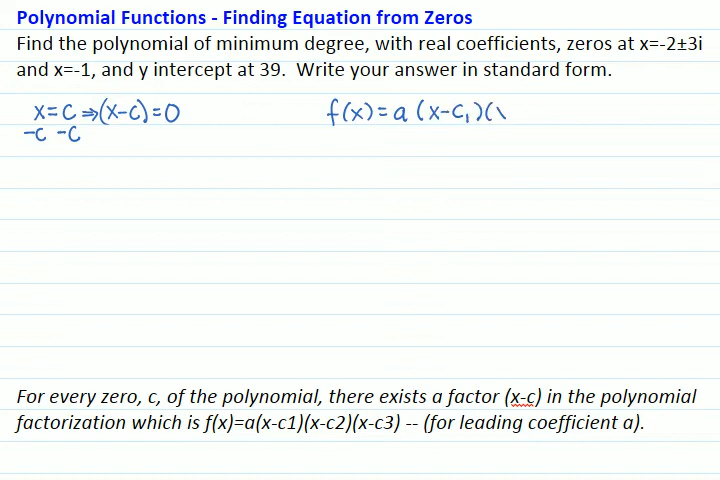 Polynomial Functions - Finding Equation from Zeros
Find the polynomial of minimum degree, with real coefficients, zeros at x=-2±3i
and x=-1, and y intercept at 39.  Write your answer in standard form.
x=c⇒(x-c)=0
-c -c
f(x)=a(x-c₁)(
For every zero, c, of the polynomial, there exists a factor (x-c) in the polynomial
factorization which is f(x)=a(x-c1)(x-c2)(x-c3) -- (for leading coefficient a).